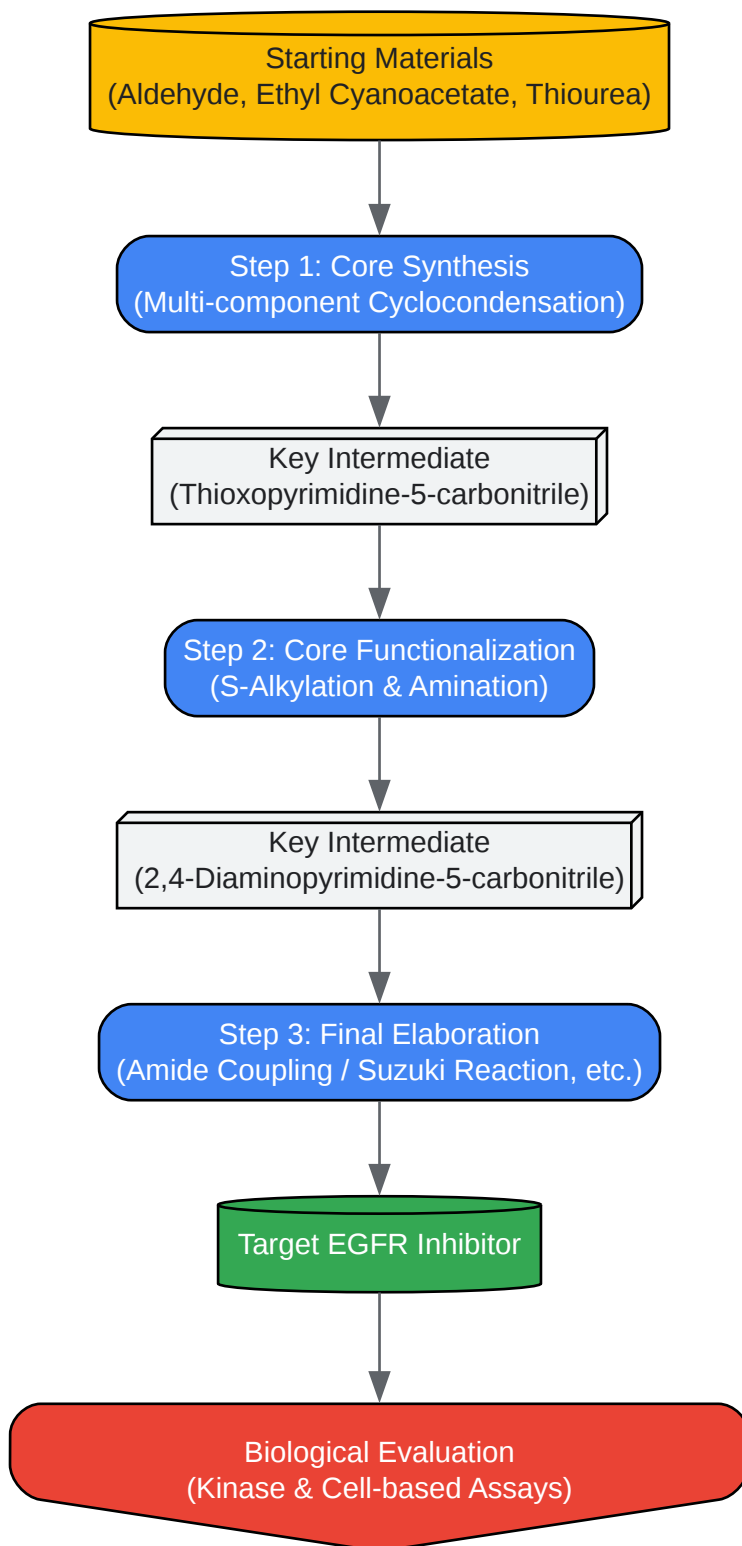 Starting Materials
(Aldehyde, Ethyl Cyanoacetate, Thiourea)
Step 1: Core Synthesis
(Multi-component Cyclocondensation)
Key Intermediate
(Thioxopyrimidine-5-carbonitrile)
Step 2: Core Functionalization
(S-Alkylation & Amination)
Key Intermediate
(2,4-Diaminopyrimidine-5-carbonitrile)
Step 3: Final Elaboration
(Amide Coupling / Suzuki Reaction, etc.)
Target EGFR Inhibitor
Biological Evaluation
(Kinase & Cell-based Assays)